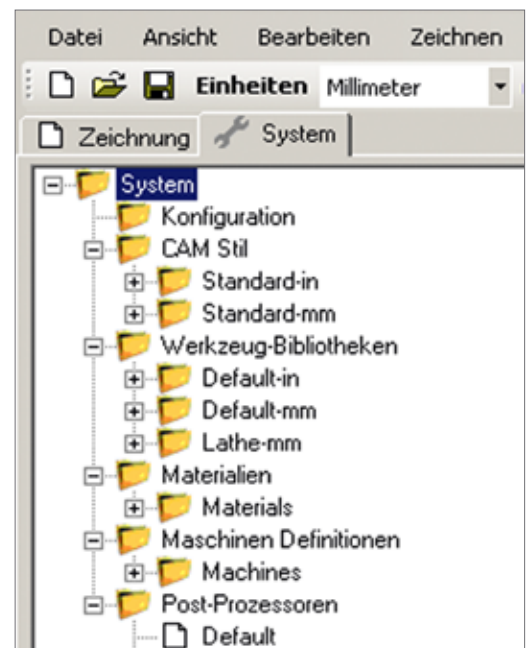 Datei Ansicht Bearbeiten Zeichnen
Einheiten Millimeter
Zeichnung System
System
Konfiguration
CAM Stil
Standard-in
Standard-mm
Werkzeug-Bibliotheken
Default-in
Default-mm
Lathe-mm
Materialien
Materials
Maschinen Definitionen
Machines
Post-Prozessoren
Default